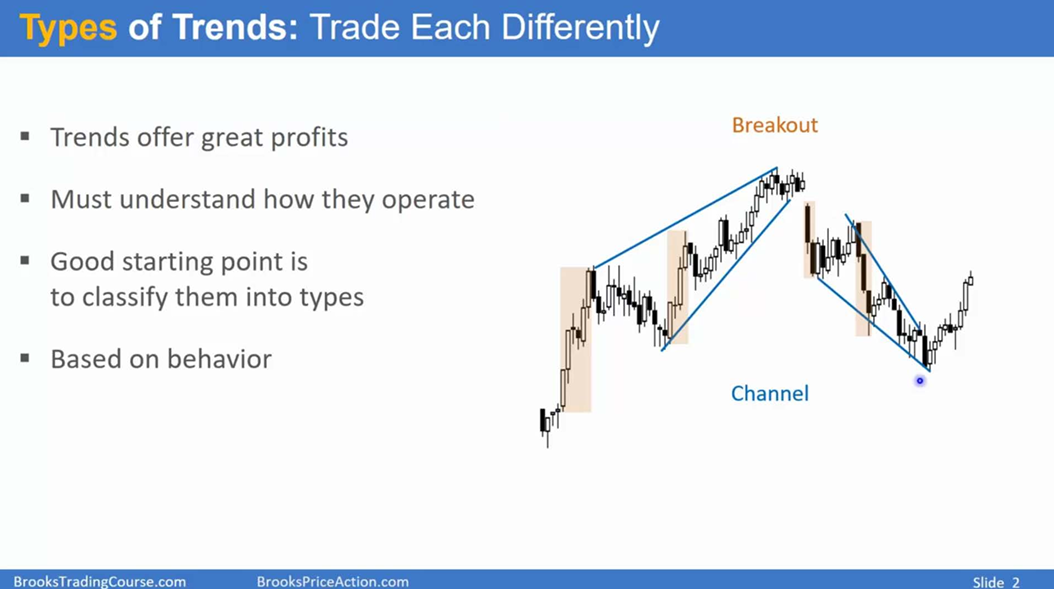 Types of Trends: Trade Each Differently
▪ Trends offer great profits
▪ Must understand how they operate
▪ Good starting point is
to classify them into types
▪ Based on behavior
Breakout
Channel
BrooksTradingCourse.com
BrooksPriceAction.com
Slide 2